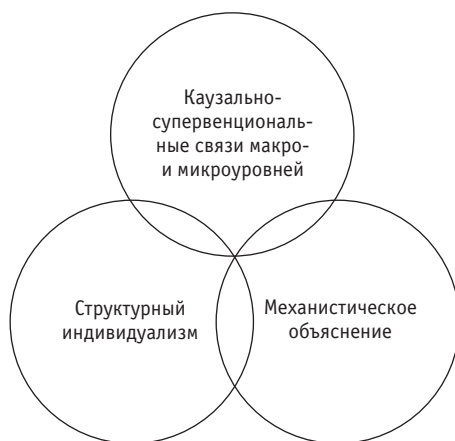 Каузально-
супервенциональ-
ные связи макро-
и микроуровней
Структурный
индивидуализм
Механистическое
объяснение